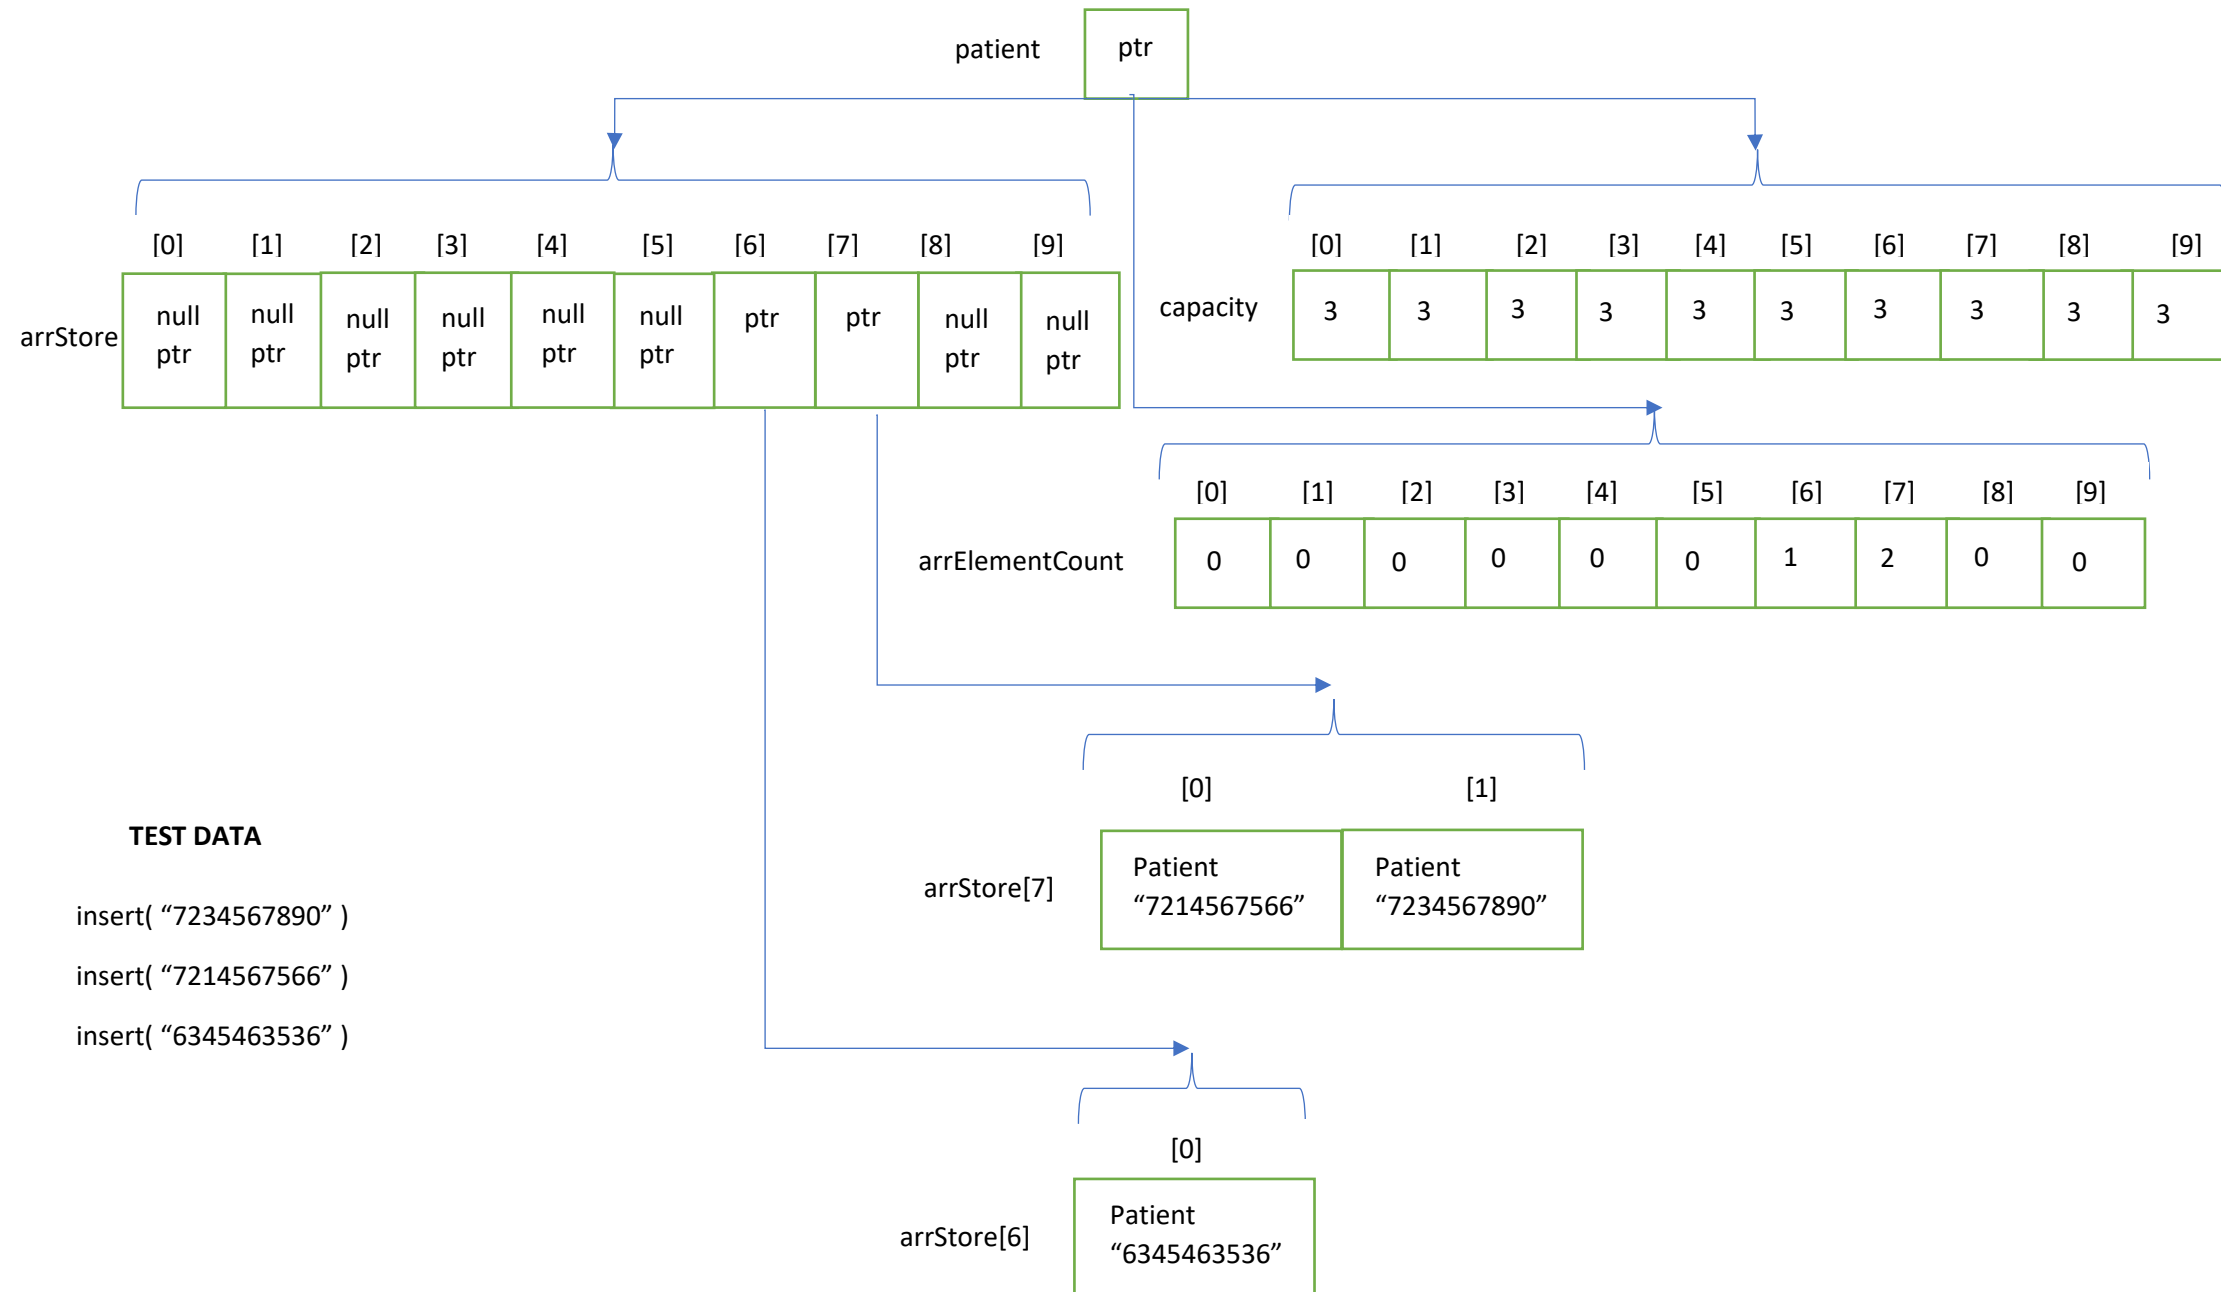 patient ptr
[0] [1] [2] [3] [4] [5] [6] [7] [8] [9]
arrStore null ptr null ptr null ptr null ptr null ptr null ptr ptr ptr null ptr null ptr
[0] [1] [2] [3] [4] [5] [6] [7] [8] [9]
capacity 3 3 3 3 3 3 3 3 3 3
[0] [1] [2] [3] [4] [5] [6] [7] [8] [9]
arrElementCount 0 0 0 0 0 0 1 2 0 0
[0] [1]
arrStore[7]
Patient
“7214567566”
Patient
“7234567890”
TEST DATA
insert( “7234567890” )
insert( “7214567566” )
insert( “6345463536” )
[0]
arrStore[6]
Patient
“6345463536”